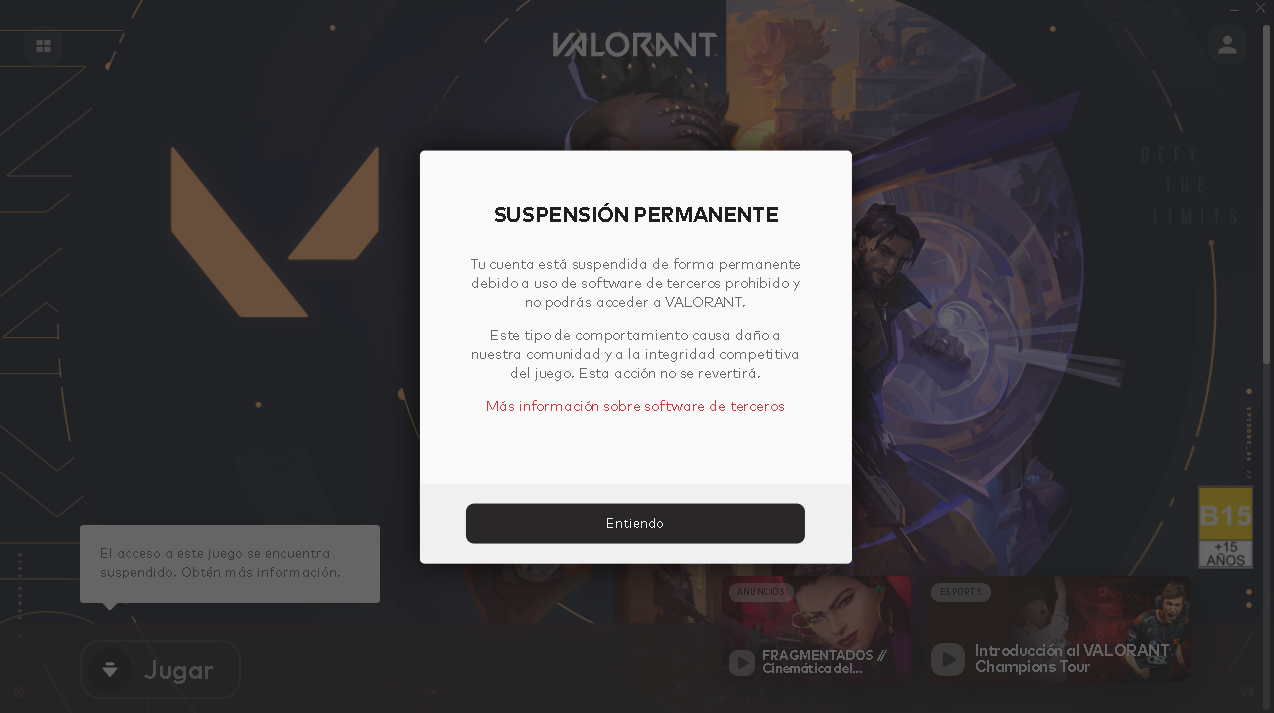 VALORANT
DEFY
THE
LIMITS
SUSPENSIÓN PERMANENTE
Tu cuenta está suspendida de forma permanente
debido a uso de software de terceros prohibido y
no podrás acceder a VALORANT.
Este tipo de comportamiento causa daño a
nuestra comunidad y a la integridad competitiva
del juego. Esta acción no se revertirá.
Más información sobre software de terceros
Entiendo
El acceso a este juego se encuentra
suspendido. Obtén más información.
B15
+15
AÑOS
ANUNCIOS
FRAGMENTADOS //
Cinemática del...
ESPORTS
Introducción al VALORANT
Champions Tour
Jugar